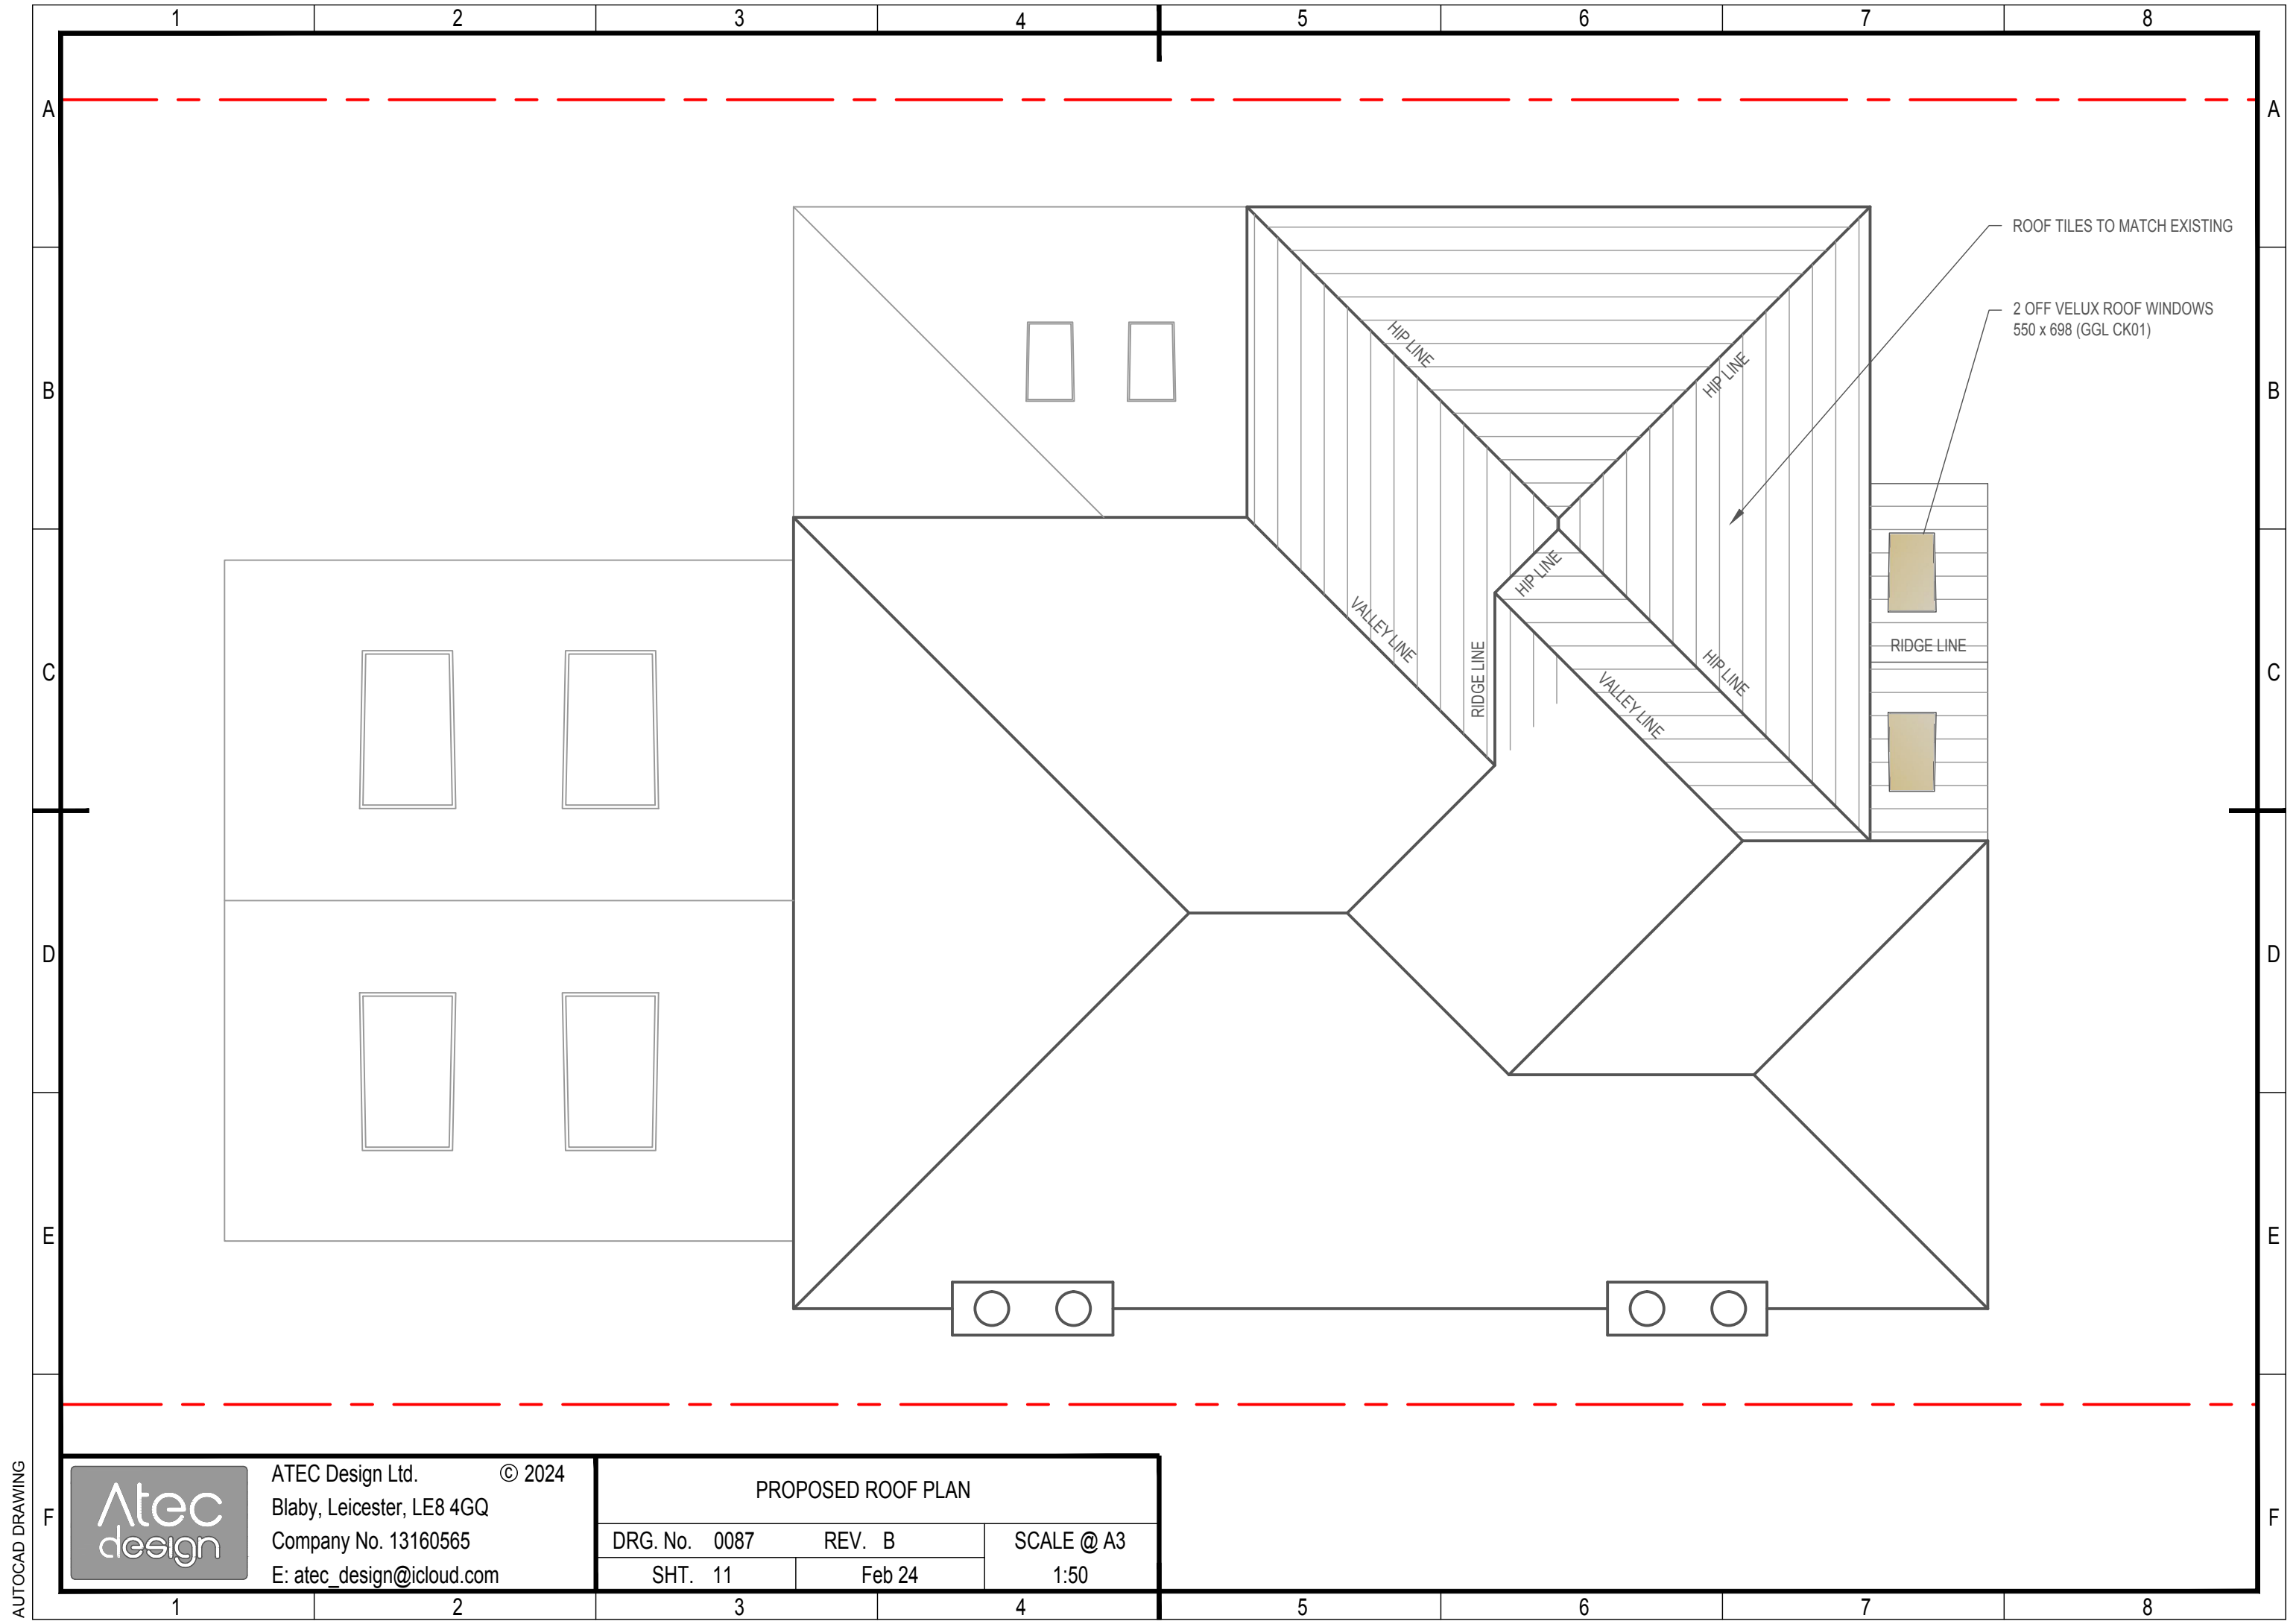 1 2 3 4 5 6 7 8
A A
ROOF TILES TO MATCH EXISTING
2 OFF VELUX ROOF WINDOWS
550 x 698 (GGL CK01)
HIP LINE
HIP LINE
B B
HIP LINE
VALLEY LINE
RIDGE LINE
HIP LINE
VALLEY LINE
RIDGE LINE
C C
D D
E E
F F
AUTOCAD DRAWING
Atec
design
ATEC Design Ltd. © 2024
Blaby, Leicester, LE8 4GQ
Company No. 13160565
E: atec_design@icloud.com
PROPOSED ROOF PLAN
DRG. No. 0087 REV. B
SHT. 11 Feb 24
SCALE @ A3
1:50
1 2 3 4 5 6 7 8